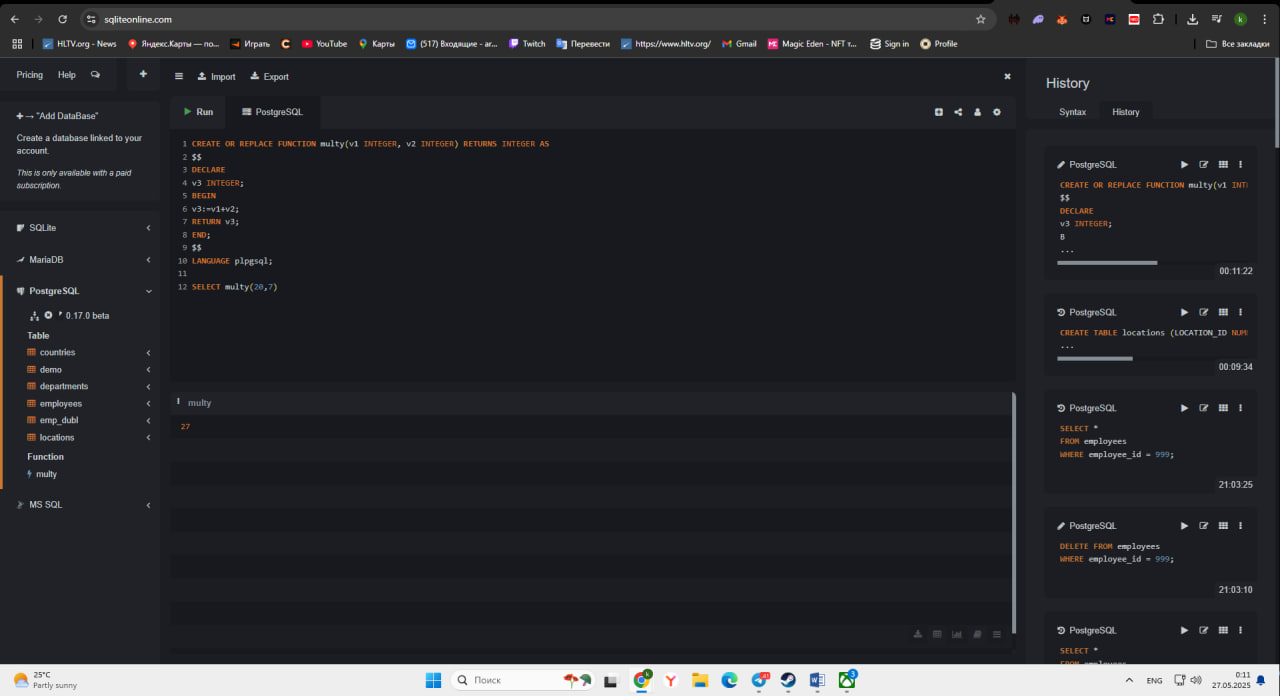 sqliteonline.com
HLTV.org - News
Яндекс.Карты — по...
Играть
YouTube
Карты
(517) Входящие - ar...
Twitch
Перевести
https://www.hltv.org/
Gmail
Magic Eden - NFT т...
Sign in
Profile
Все закладки
Pricing
Help
Import
Export
"Add DataBase"
Create a database linked to your
account.
This is only available with a paid
subscription.
SQLite
MariaDB
PostgreSQL
0.17.0 beta
Table
countries
demo
departments
employees
emp_dubl
locations
Function
multy
MS SQL
Run
PostgreSQL
1 CREATE OR REPLACE FUNCTION multy(v1 INTEGER, v2 INTEGER) RETURNS INTEGER AS
2 $$
3 DECLARE
4 v3 INTEGER;
5 BEGIN
6 v3:=v1+v2;
7 RETURN v3;
8 END;
9 $$
10 LANGUAGE plpgsql;
11
12 SELECT multy(20,7)
! multy
27
History
Syntax
History
PostgreSQL
CREATE OR REPLACE FUNCTION multy(v1 INT
$$
DECLARE
v3 INTEGER;
B
...
00:11:22
PostgreSQL
CREATE TABLE locations (LOCATION_ID NUM
...
00:09:34
PostgreSQL
SELECT *
FROM employees
WHERE employee_id = 999;
21:03:25
PostgreSQL
DELETE FROM employees
WHERE employee_id = 999;
21:03:10
PostgreSQL
SELECT *
FROM employees
25°C
Partly sunny
Поиск
ENG
0:11
27.05.2025